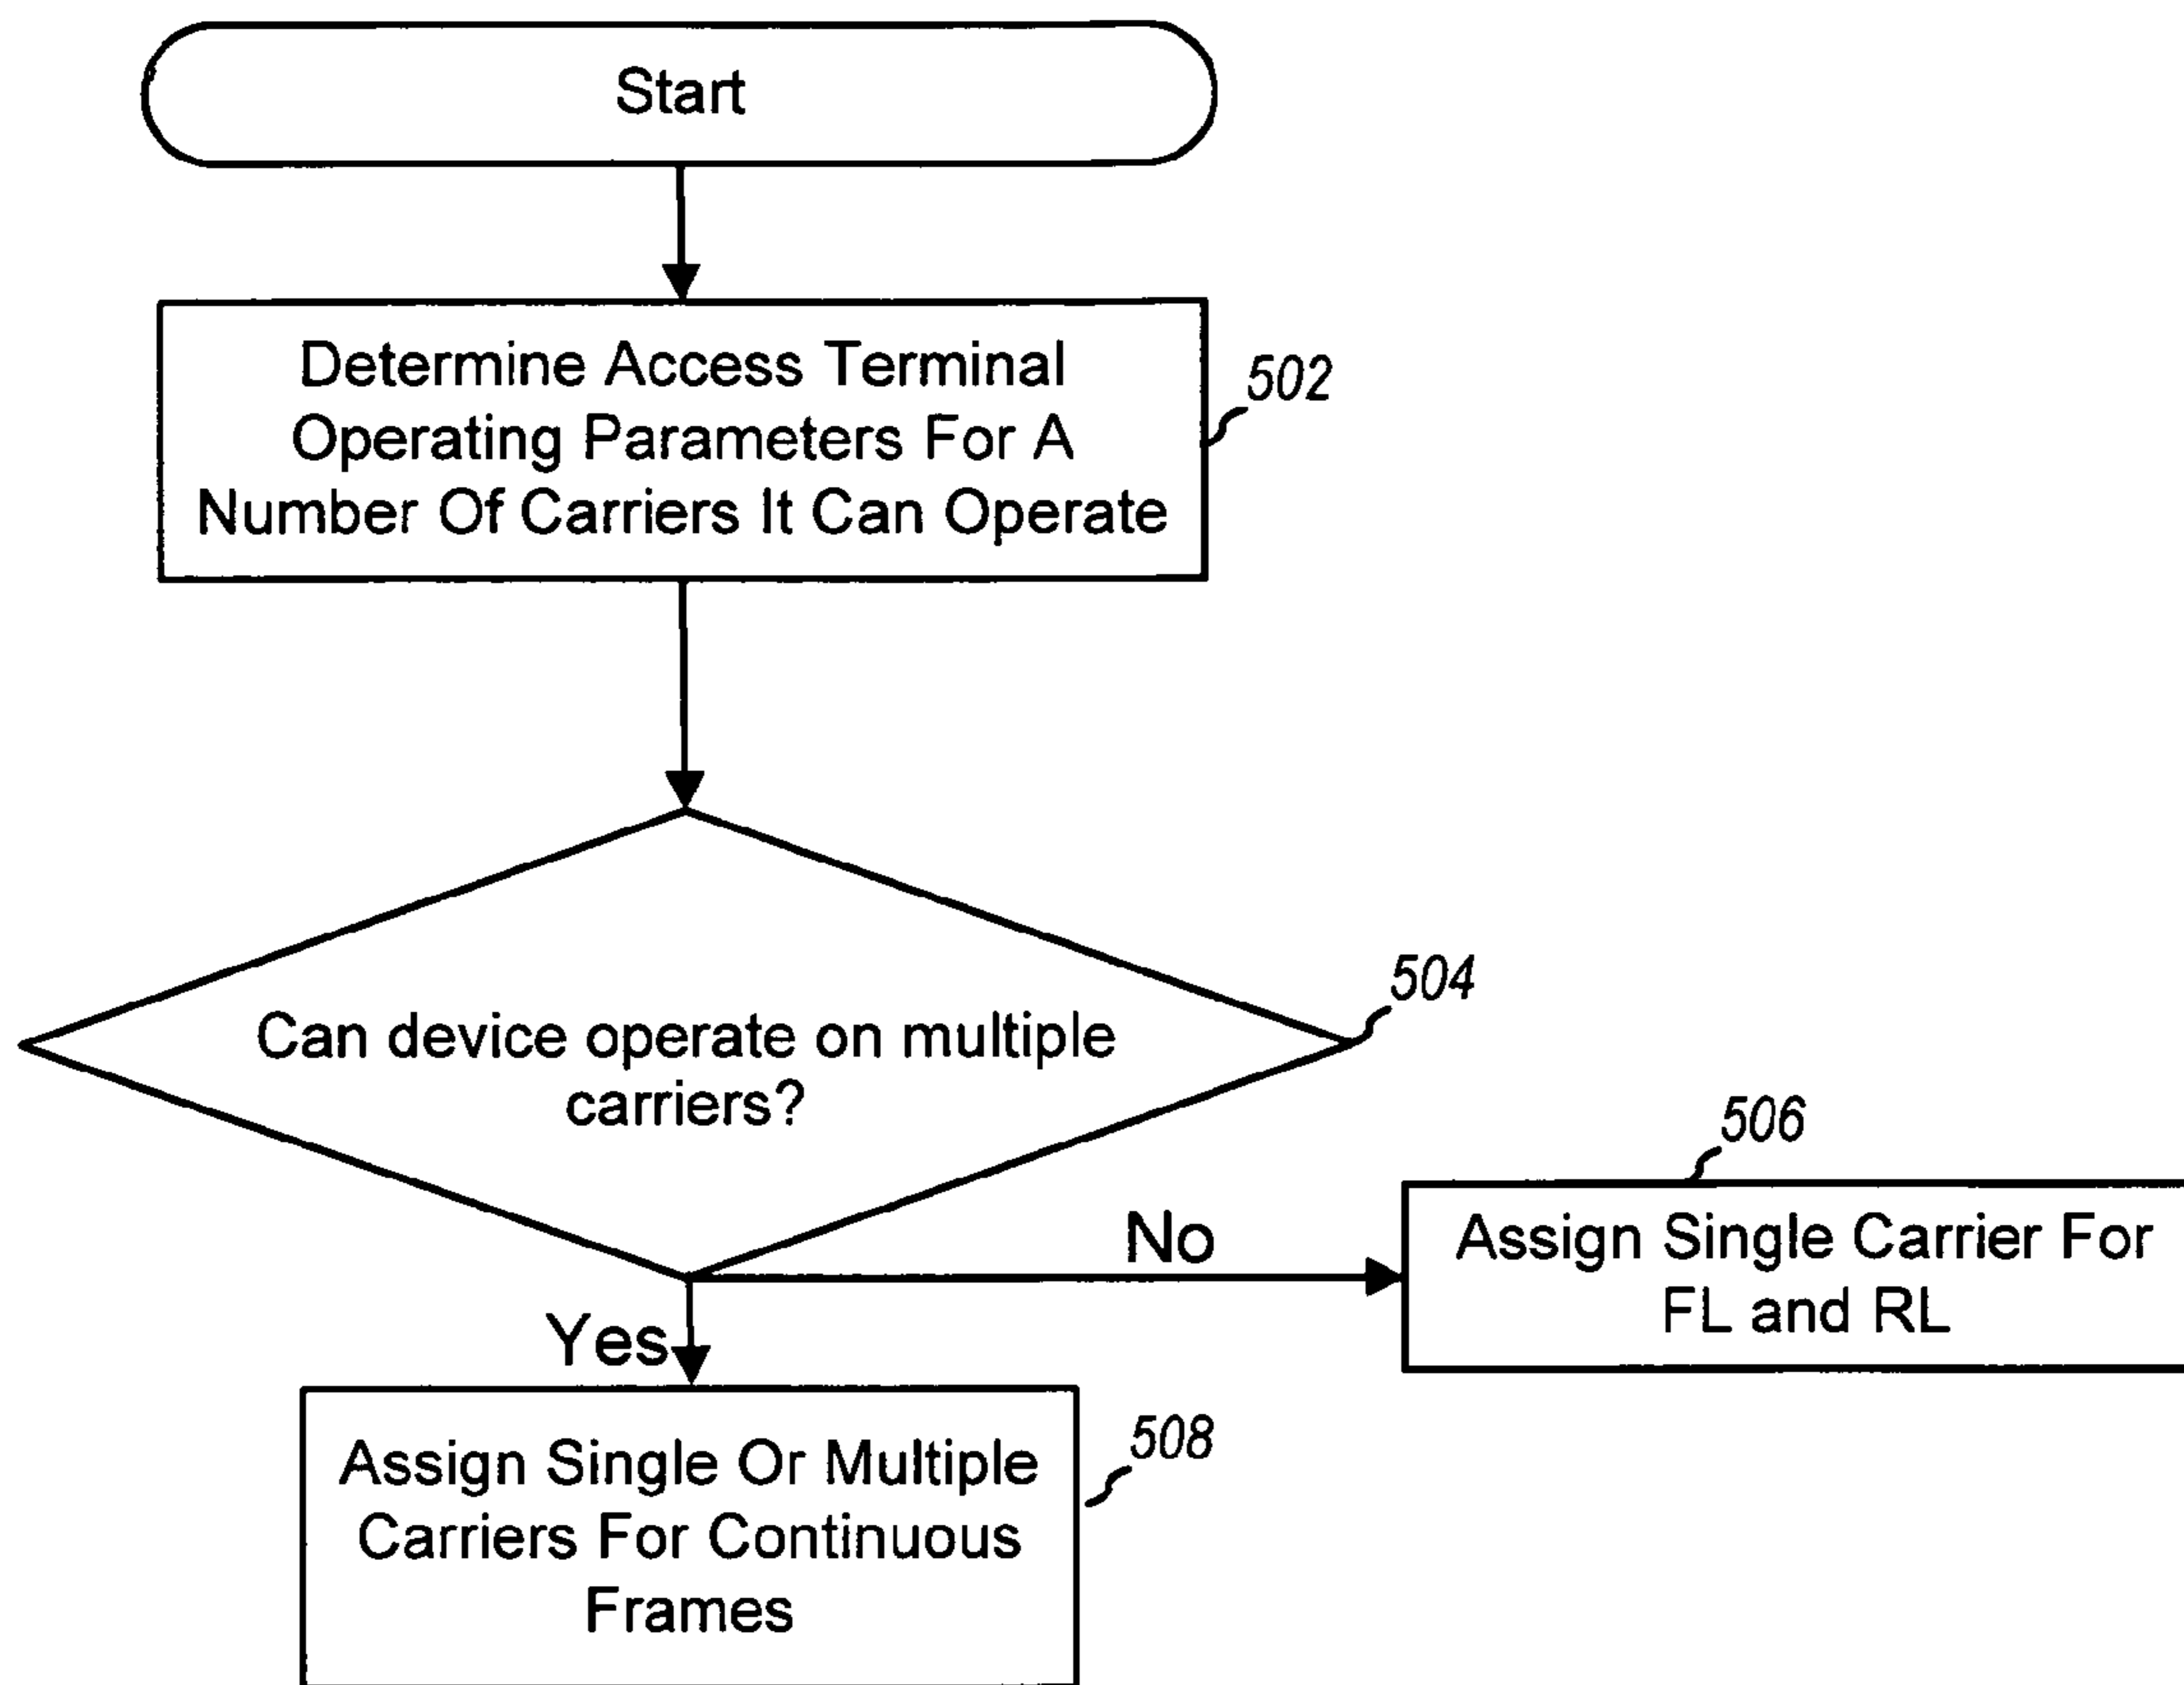 Start
Determine Access Terminal
Operating Parameters For A
Number Of Carriers It Can Operate
502
Can device operate on multiple
carriers?
504
506
No
Assign Single Carrier For
FL and RL
Yes
508
Assign Single Or Multiple
Carriers For Continuous
Frames